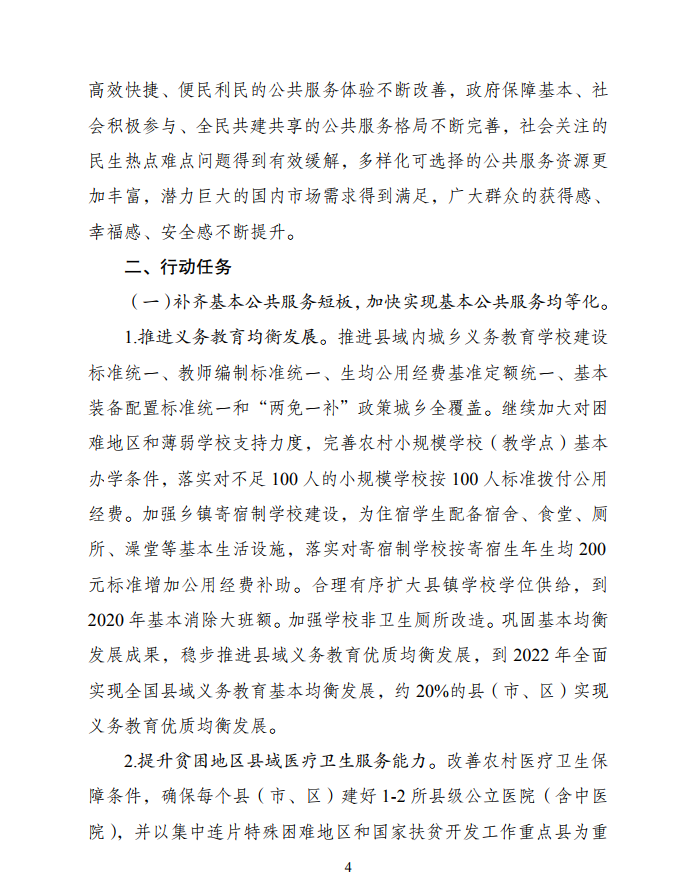 高效快捷、便民利民的公共服务体验不断改善，政府保障基本、社
会积极参与、全民共建共享的公共服务格局不断完善，社会关注的
民生热点难点问题得到有效缓解，多样化可选择的公共服务资源更
加丰富，潜力巨大的国内市场需求得到满足，广大群众的获得感、
幸福感、安全感不断提升。
二、行动任务
（一）补齐基本公共服务短板，加快实现基本公共服务均等化。
1.推进义务教育均衡发展。推进县域内城乡义务教育学校建设
标准统一、教师编制标准统一、生均公用经费基准定额统一、基本
装备配置标准统一和“两免一补”政策城乡全覆盖。继续加大对困
难地区和薄弱学校支持力度，完善农村小规模学校（教学点）基本
办学条件，落实对不足 100 人的小规模学校按 100 人标准拨付公用
经费。加强乡镇寄宿制学校建设，为住宿学生配备宿舍、食堂、厕
所、澡堂等基本生活设施，落实对寄宿制学校按寄宿生年生均 200
元标准增加公用经费补助。合理有序扩大县镇学校学位供给，到
2020 年基本消除大班额。加强学校非卫生厕所改造。巩固基本均衡
发展成果，稳步推进县域义务教育优质均衡发展，到 2022 年全面
实现全国县域义务教育基本均衡发展，约 20%的县（市、区）实现
义务教育优质均衡发展。
2.提升贫困地区县域医疗卫生服务能力。改善农村医疗卫生保
障条件，确保每个县（市、区）建好 1-2 所县级公立医院（含中医
院），并以集中连片特殊困难地区和国家扶贫开发工作重点县为重
4